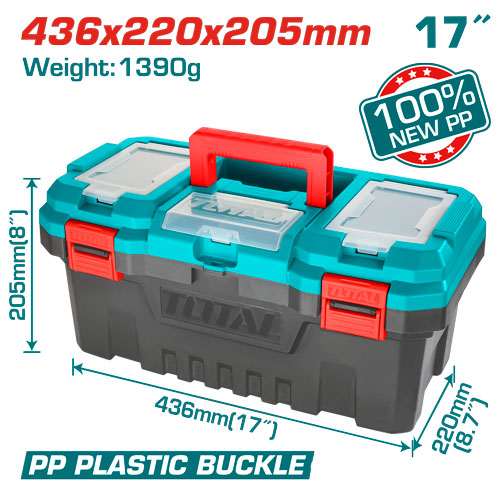 436x220x205mm
17″
Weight: 1390g
100%
NEW PP
TOTAL
TOTAL
205mm(8″)
436mm(17″)
220mm
(8.7″)
PP PLASTIC BUCKLE